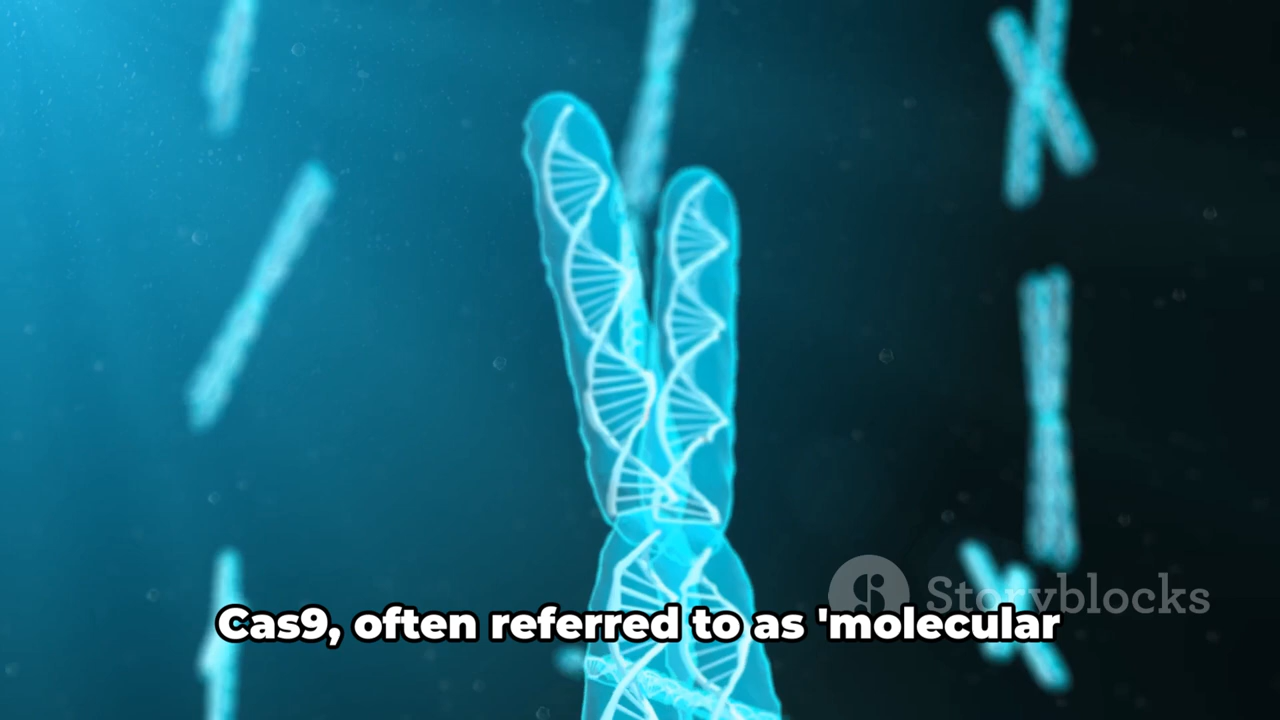 Storyblocks
Cas9, often referred to as 'molecular